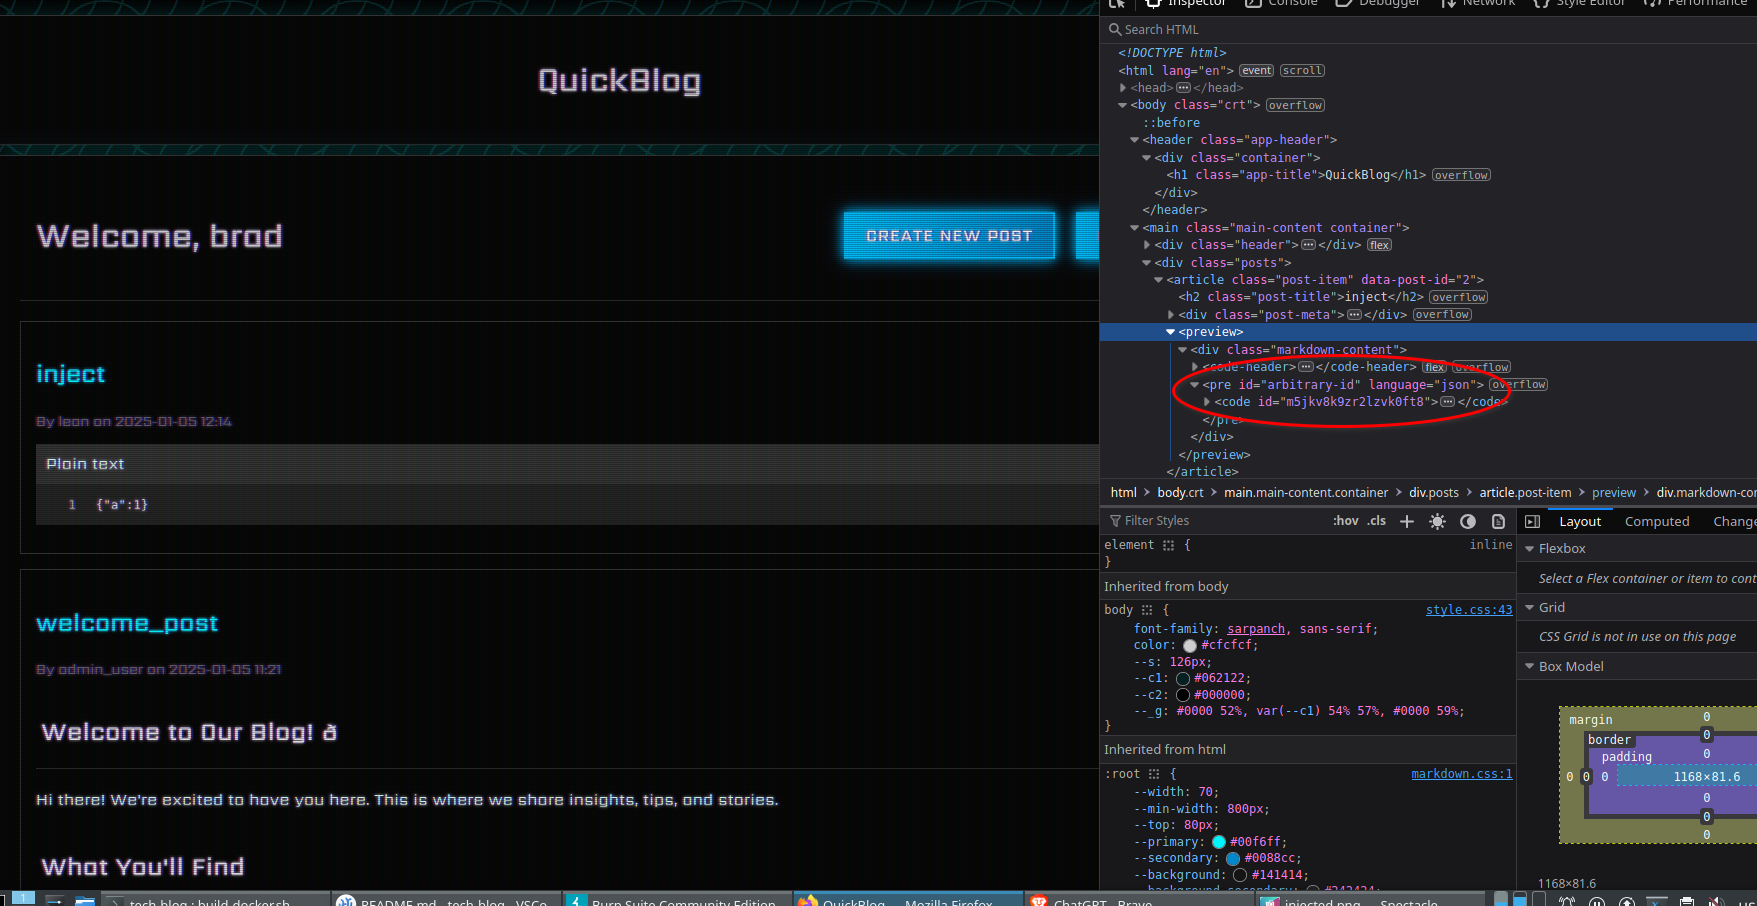 Inspector Console Debugger Network Style Editor Performance
Search HTML
QuickBlog
Welcome, brad
CREATE NEW POST
inject
By leon on 2025-01-05 12:14
Plain text
1 {"a":1}
welcome_post
By admin_user on 2025-01-05 11:21
Welcome to Our Blog! ð
Hi there! We're excited to have you here. This is where we share insights, tips, and stories.
What You'll Find
<!DOCTYPE html>
<html lang="en"> event scroll
<head>···</head>
<body class="crt"> overflow
::before
<header class="app-header">
<div class="container">
<h1 class="app-title">QuickBlog</h1> overflow
</div>
</header>
<main class="main-content container">
<div class="header">···</div> flex
<div class="posts">
<article class="post-item" data-post-id="2">
<h2 class="post-title">inject</h2> overflow
<div class="post-meta">···</div> overflow
<preview>
<div class="markdown-content">
<code-header>···</code-header> flex overflow
<pre id="arbitrary-id" language="json"> overflow
<code id="m5jkv8k9zr2lzvk0ft8">···</code>
</pre>
</div>
</preview>
</article>
html > body.crt > main.main-content.container > div.posts > article.post-item > preview > div.markdown-con
Filter Styles :hov .cls
element { inline
}
Inherited from body
body { style.css:43
font-family: sarpanch, sans-serif;
color: #cfcfcf;
--s: 126px;
--c1: #062122;
--c2: #000000;
--_g: #0000 52%, var(--c1) 54% 57%, #0000 59%;
}
Inherited from html
:root { markdown.css:1
--width: 70;
--min-width: 800px;
--top: 80px;
--primary: #00f6ff;
--secondary: #0088cc;
--background: #141414;
--background-secondary: #242424;
Layout Computed Change
Flexbox
Select a Flex container or item to cont
Grid
CSS Grid is not in use on this page
Box Model
margin 0
border 0
padding 0
0 0 0 1168×81.6
0
0
0
1168×81.6
1 tech-blog : build-docker.sh README.md - tech-blog - VSCo Burp Suite Community Edition QuickBlog — Mozilla Firefox ChatGPT - Brave injected.png — Spectacle